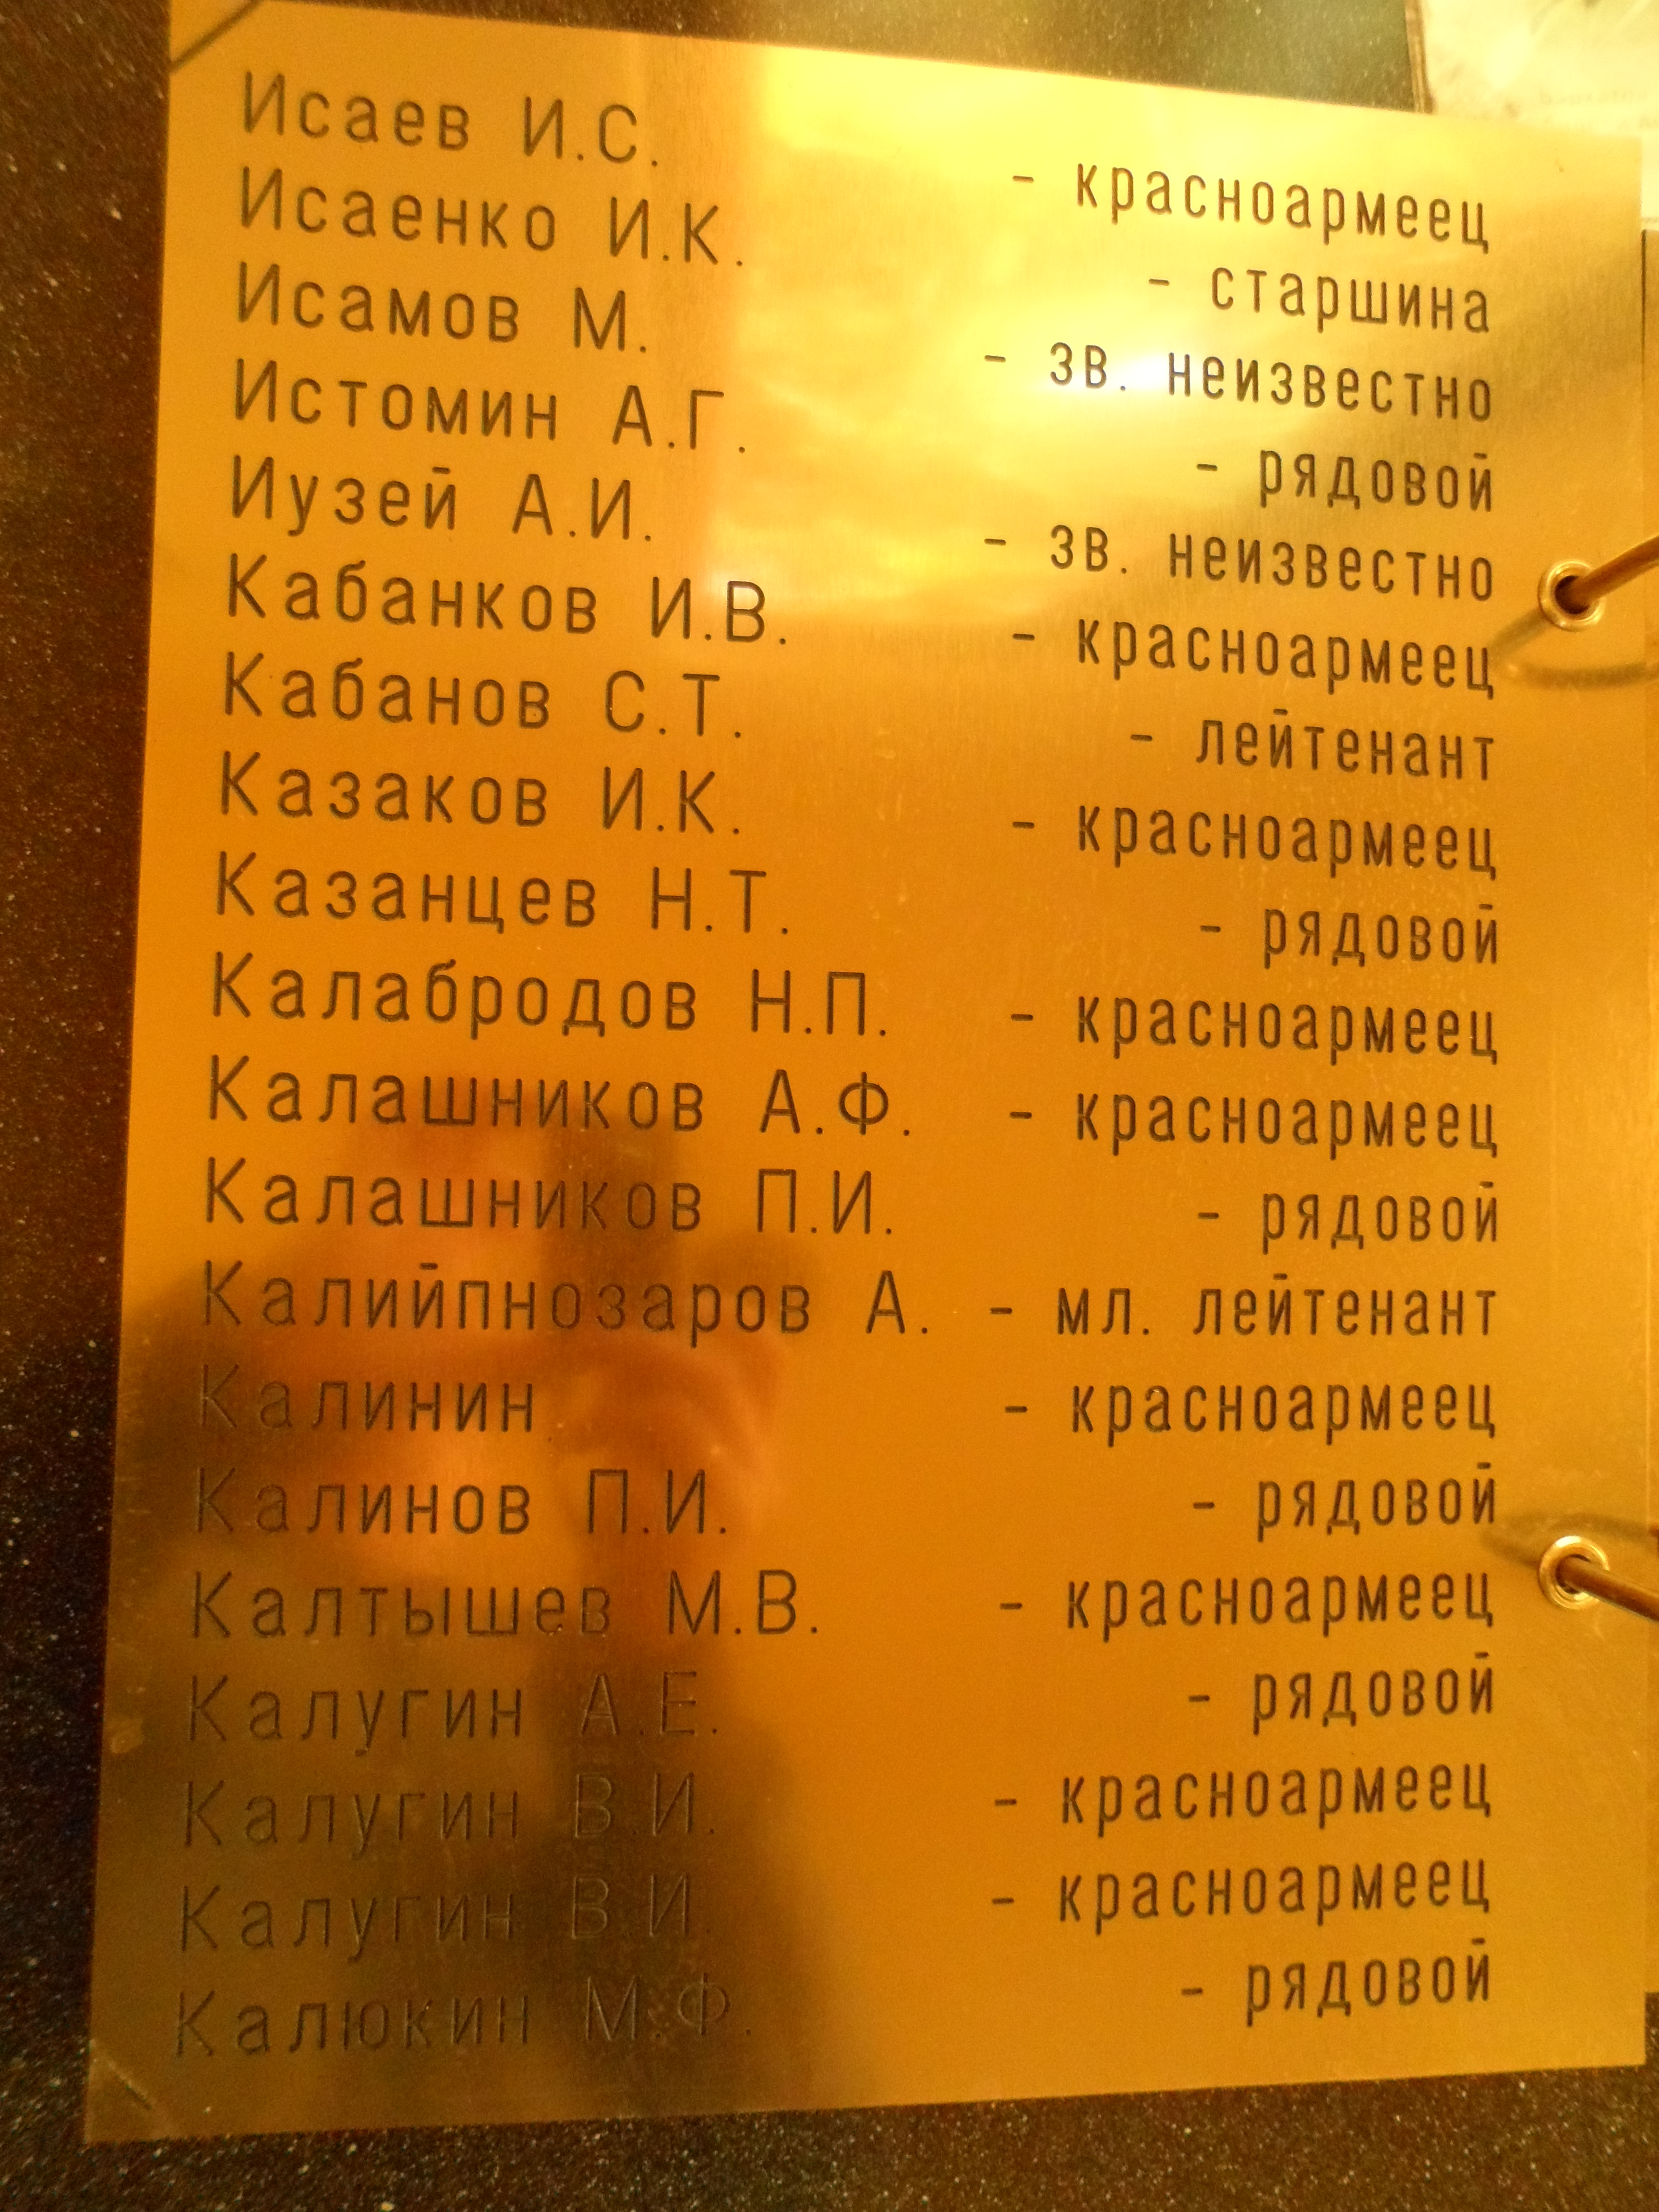 Исаев И.С. - красноармеец
Исаенко И.К. - старшина
Исамов М. - зв. неизвестно
Истомин А.Г. - рядовой
Иузей А.И. - зв. неизвестно
Кабанков И.В. - красноармеец
Кабанов С.Т. - лейтенант
Казаков И.К. - красноармеец
Казанцев Н.Т. - рядовой
Калабродов Н.П. - красноармеец
Калашников А.Ф. - красноармеец
Калашников П.И. - рядовой
Калийпнозаров А. - мл. лейтенант
Калинин - красноармеец
Калинов П.И. - рядовой
Калтышев М.В. - красноармеец
Калугин А.Е. - рядовой
Калугин В.И. - красноармеец
Калугин В.И. - красноармеец
Калюкин М.Ф. - рядовой